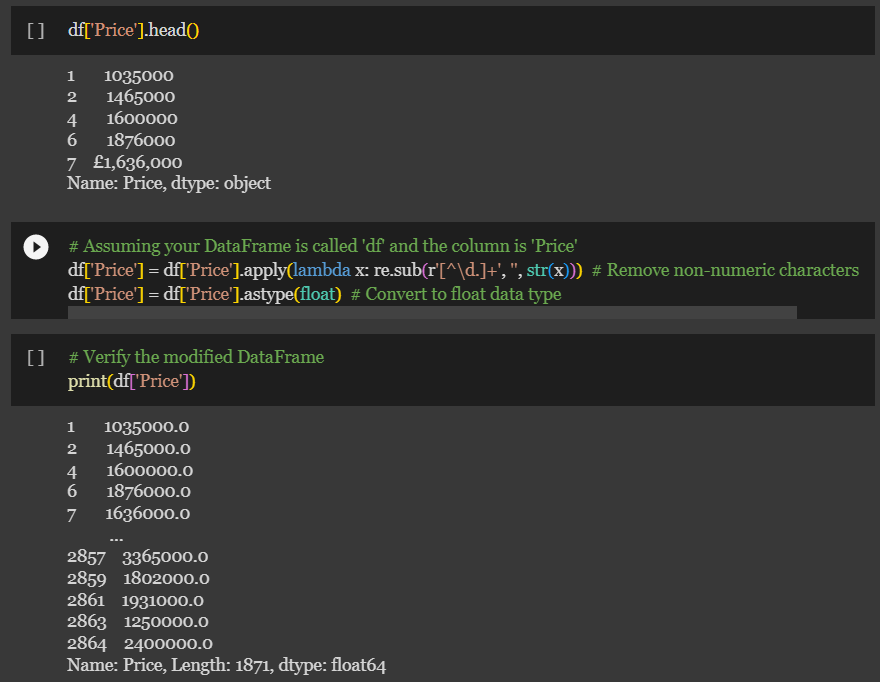 [ ] df['Price'].head()
1 1035000
2 1465000
4 1600000
6 1876000
7 £1,636,000
Name: Price, dtype: object
# Assuming your DataFrame is called 'df' and the column is 'Price'
df['Price'] = df['Price'].apply(lambda x: re.sub(r'[^\d.]+', '', str(x))) # Remove non-numeric characters
df['Price'] = df['Price'].astype(float) # Convert to float data type
[ ] # Verify the modified DataFrame
print(df['Price'])
1 1035000.0
2 1465000.0
4 1600000.0
6 1876000.0
7 1636000.0
...
2857 3365000.0
2859 1802000.0
2861 1931000.0
2863 1250000.0
2864 2400000.0
Name: Price, Length: 1871, dtype: float64